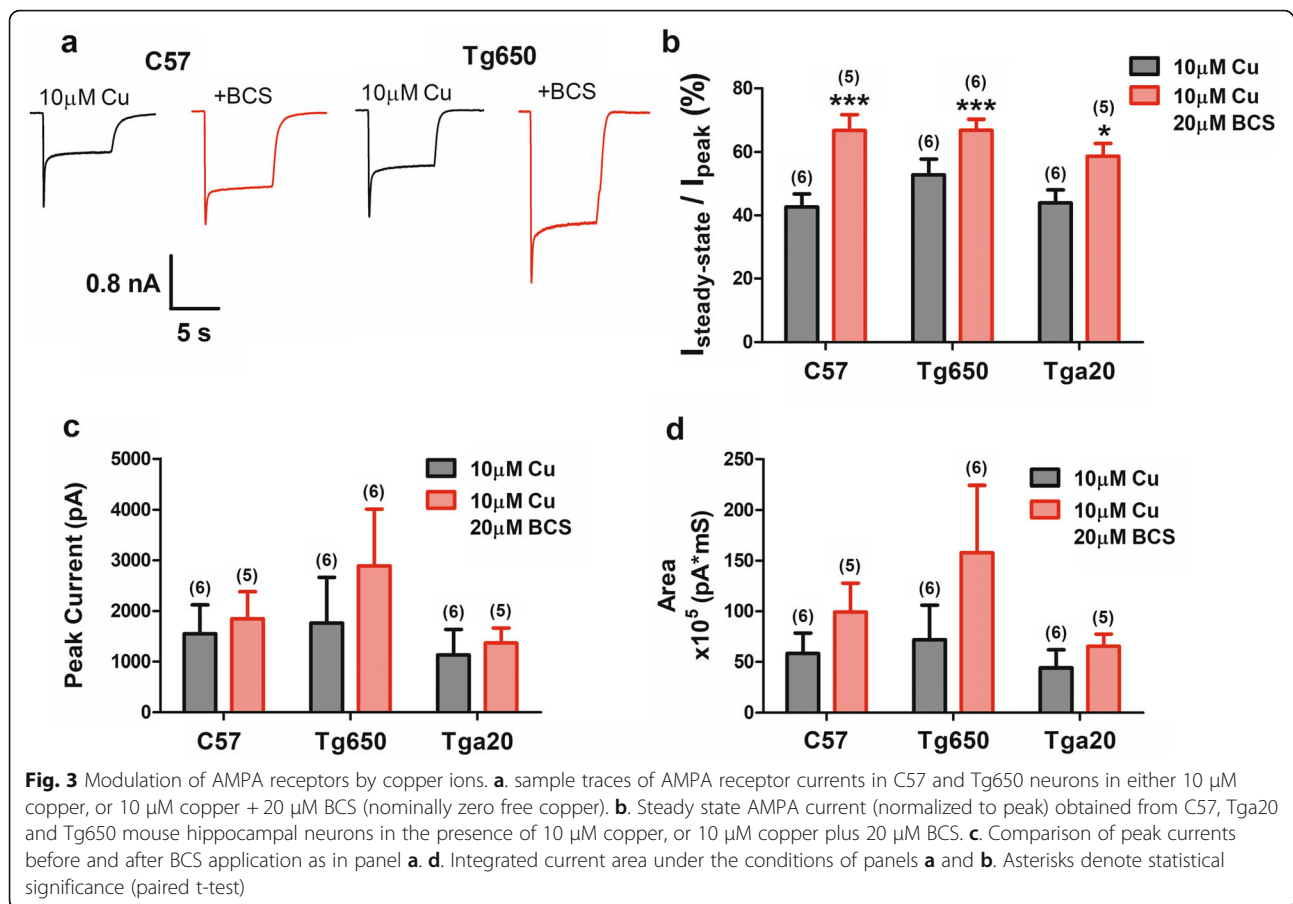 a
C57
Tg650
10μM Cu
+BCS
10μM Cu
+BCS
0.8 nA
5 s
b
10μM Cu
10μM Cu
20μM BCS
Isteady-state / Ipeak (%)
80
60
40
20
0
(6)
(5)
***
(6)
(6)
***
(6)
(5)
*
C57
Tg650
Tga20
c
10μM Cu
10μM Cu
20μM BCS
Peak Current (pA)
5000
4000
3000
2000
1000
0
(6)
(5)
(6)
(6)
(6)
(5)
C57
Tg650
Tga20
d
10μM Cu
10μM Cu
20μM BCS
Area
x10⁵ (pA*mS)
250
200
150
100
50
0
(6)
(5)
(6)
(6)
(6)
(5)
C57
Tg650
Tga20
Fig. 3 Modulation of AMPA receptors by copper ions. a. sample traces of AMPA receptor currents in C57 and Tg650 neurons in either 10 μM
copper, or 10 μM copper + 20 μM BCS (nominally zero free copper). b. Steady state AMPA current (normalized to peak) obtained from C57, Tga20
and Tg650 mouse hippocampal neurons in the presence of 10 μM copper, or 10 μM copper plus 20 μM BCS. c. Comparison of peak currents
before and after BCS application as in panel a. d. Integrated current area under the conditions of panels a and b. Asterisks denote statistical
significance (paired t-test)